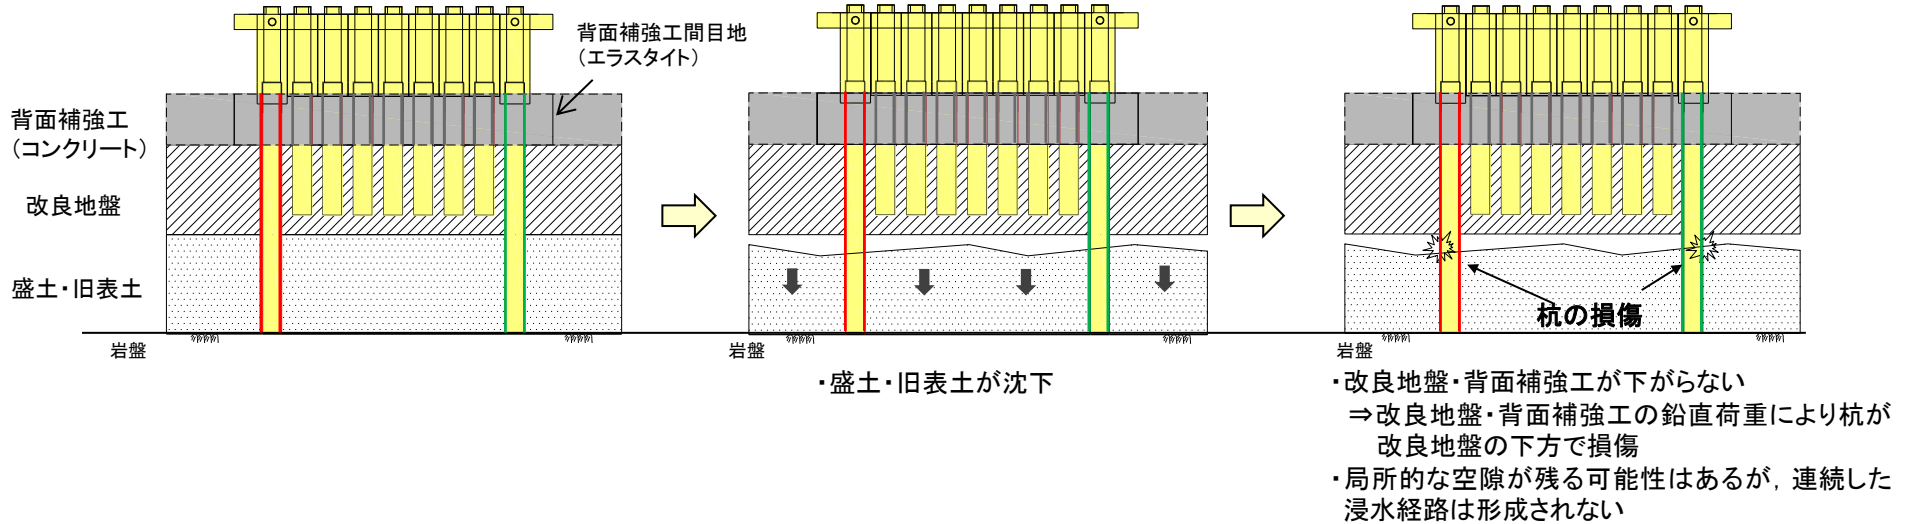 背面補強工間目地
（エラスタイト）
背面補強工
（コンクリート）
改良地盤
盛土・旧表土
岩盤
岩盤
・盛土・旧表土が沈下
杭の損傷
岩盤
・改良地盤・背面補強工が下がらない
⇒改良地盤・背面補強工の鉛直荷重により杭が
改良地盤の下方で損傷
・局所的な空隙が残る可能性はあるが，連続した
浸水経路は形成されない